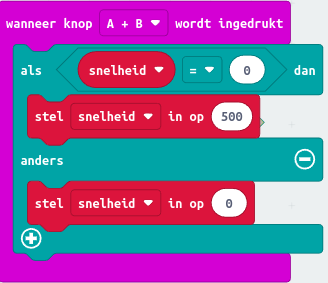 wanneer knop A + B wordt ingedrukt
als snelheid = 0 dan
stel snelheid in op 500
anders
stel snelheid in op 0